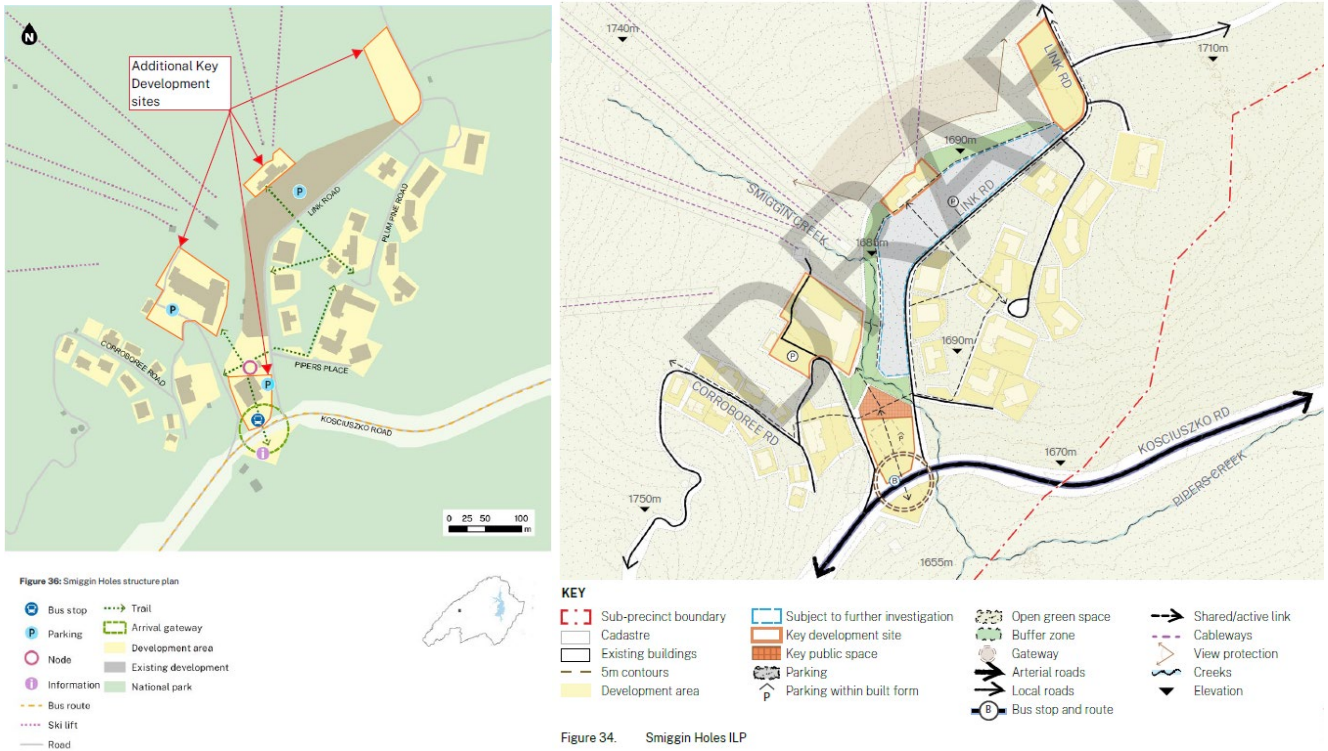 N
Additional Key
Development
sites
P
LINK ROAD
PLUM PINE ROAD
P
CORROBOREE ROAD
PIPERS PLACE
P
KOSCIUSZKO ROAD
i
0 25 50 100
m
Figure 36: Smiggin Holes structure plan
Bus stop
P Parking
Node
i Information
Bus route
Ski lift
Road
Trail
Arrival gateway
Development area
Existing development
National park
DRAFT
1740m
1710m
LINK RD
1690m
SMIGGIN CREEK
P
LINK RD
1680m
P
1690m
CORROBOREE RD
P
B
KOSCIUSZKO RD
1670m
PIPERS CREEK
1750m
1655m
KEY
Sub-precinct boundary
Cadastre
Existing buildings
5m contours
Development area
Subject to further investigation
Key development site
Key public space
Parking
P Parking within built form
Open green space
Buffer zone
Gateway
Arterial roads
Local roads
B Bus stop and route
Shared/active link
Cableways
View protection
Creeks
Elevation
Figure 34. Smiggin Holes ILP